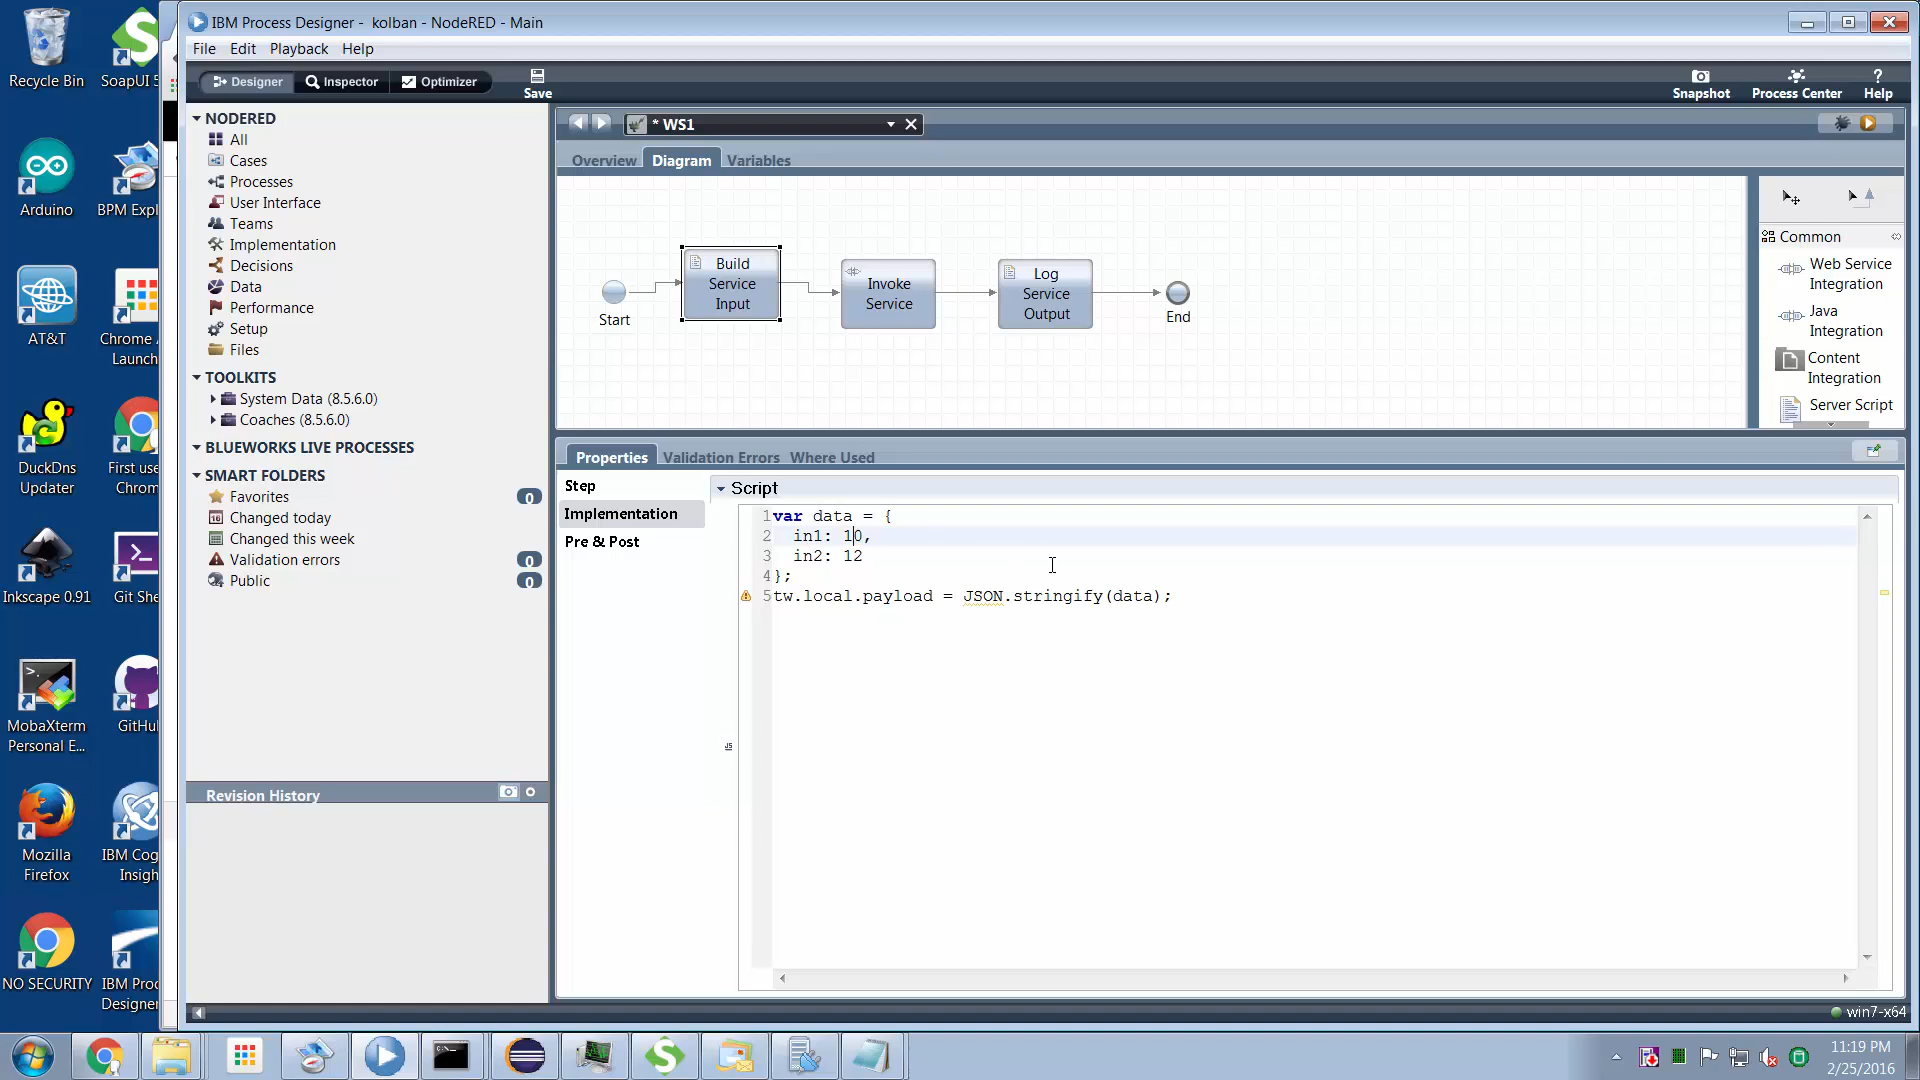 IBM Process Designer - kolban - NodeRED - Main
File Edit Playback Help
Designer Inspector Optimizer
Save
Snapshot Process Center Help
NODERED
All
Cases
Processes
User Interface
Teams
Implementation
Decisions
Data
Performance
Setup
Files
TOOLKITS
System Data (8.5.6.0)
Coaches (8.5.6.0)
BLUEWORKS LIVE PROCESSES
SMART FOLDERS
Favorites 0
Changed today
Changed this week
Validation errors 0
Public 0
Revision History
* WS1
Overview Diagram Variables
Start
Build
Service
Input
Invoke
Service
Log
Service
Output
End
Common
Web Service
Integration
Java
Integration
Content
Integration
Server Script
Properties Validation Errors Where Used
Step
Implementation
Pre & Post
Script
1 var data = {
2 in1: 10,
3 in2: 12
4 };
5 tw.local.payload = JSON.stringify(data);
win7-x64
Recycle Bin
SoapUI 5
Arduino
BPM Expl
AT&T
Chrome A
Launch
DuckDns
Updater
First use
Chrom
Inkscape 0.91
Git She
MobaXterm
Personal E...
GitHu
Mozilla
Firefox
IBM Cog
Insigh
NO SECURITY
IBM Proc
Designer
11:19 PM
2/25/2016